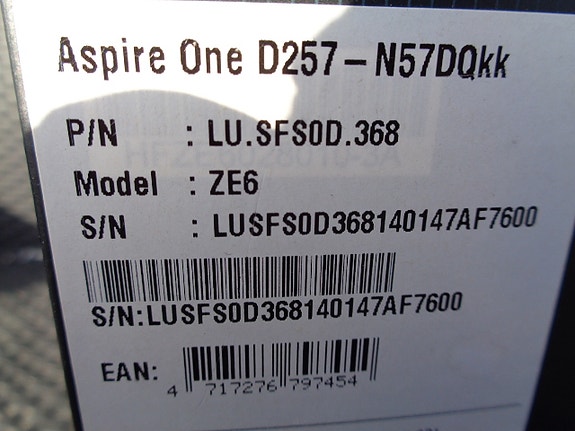 Aspire One D257 – N57DQkk
P/N : LU.SFS0D.368
Model : ZE6
S/N : LUSFS0D368140147AF7600
S/N:LUSFS0D368140147AF7600
EAN:
4 717276 797454